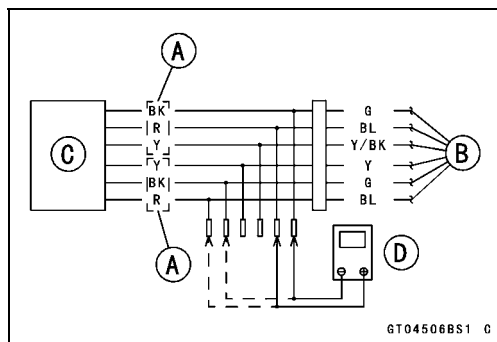 A
BK G
R BL
Y Y/BK
C B
Y Y
BK G
R BL
A
D
GT04506BS1 C